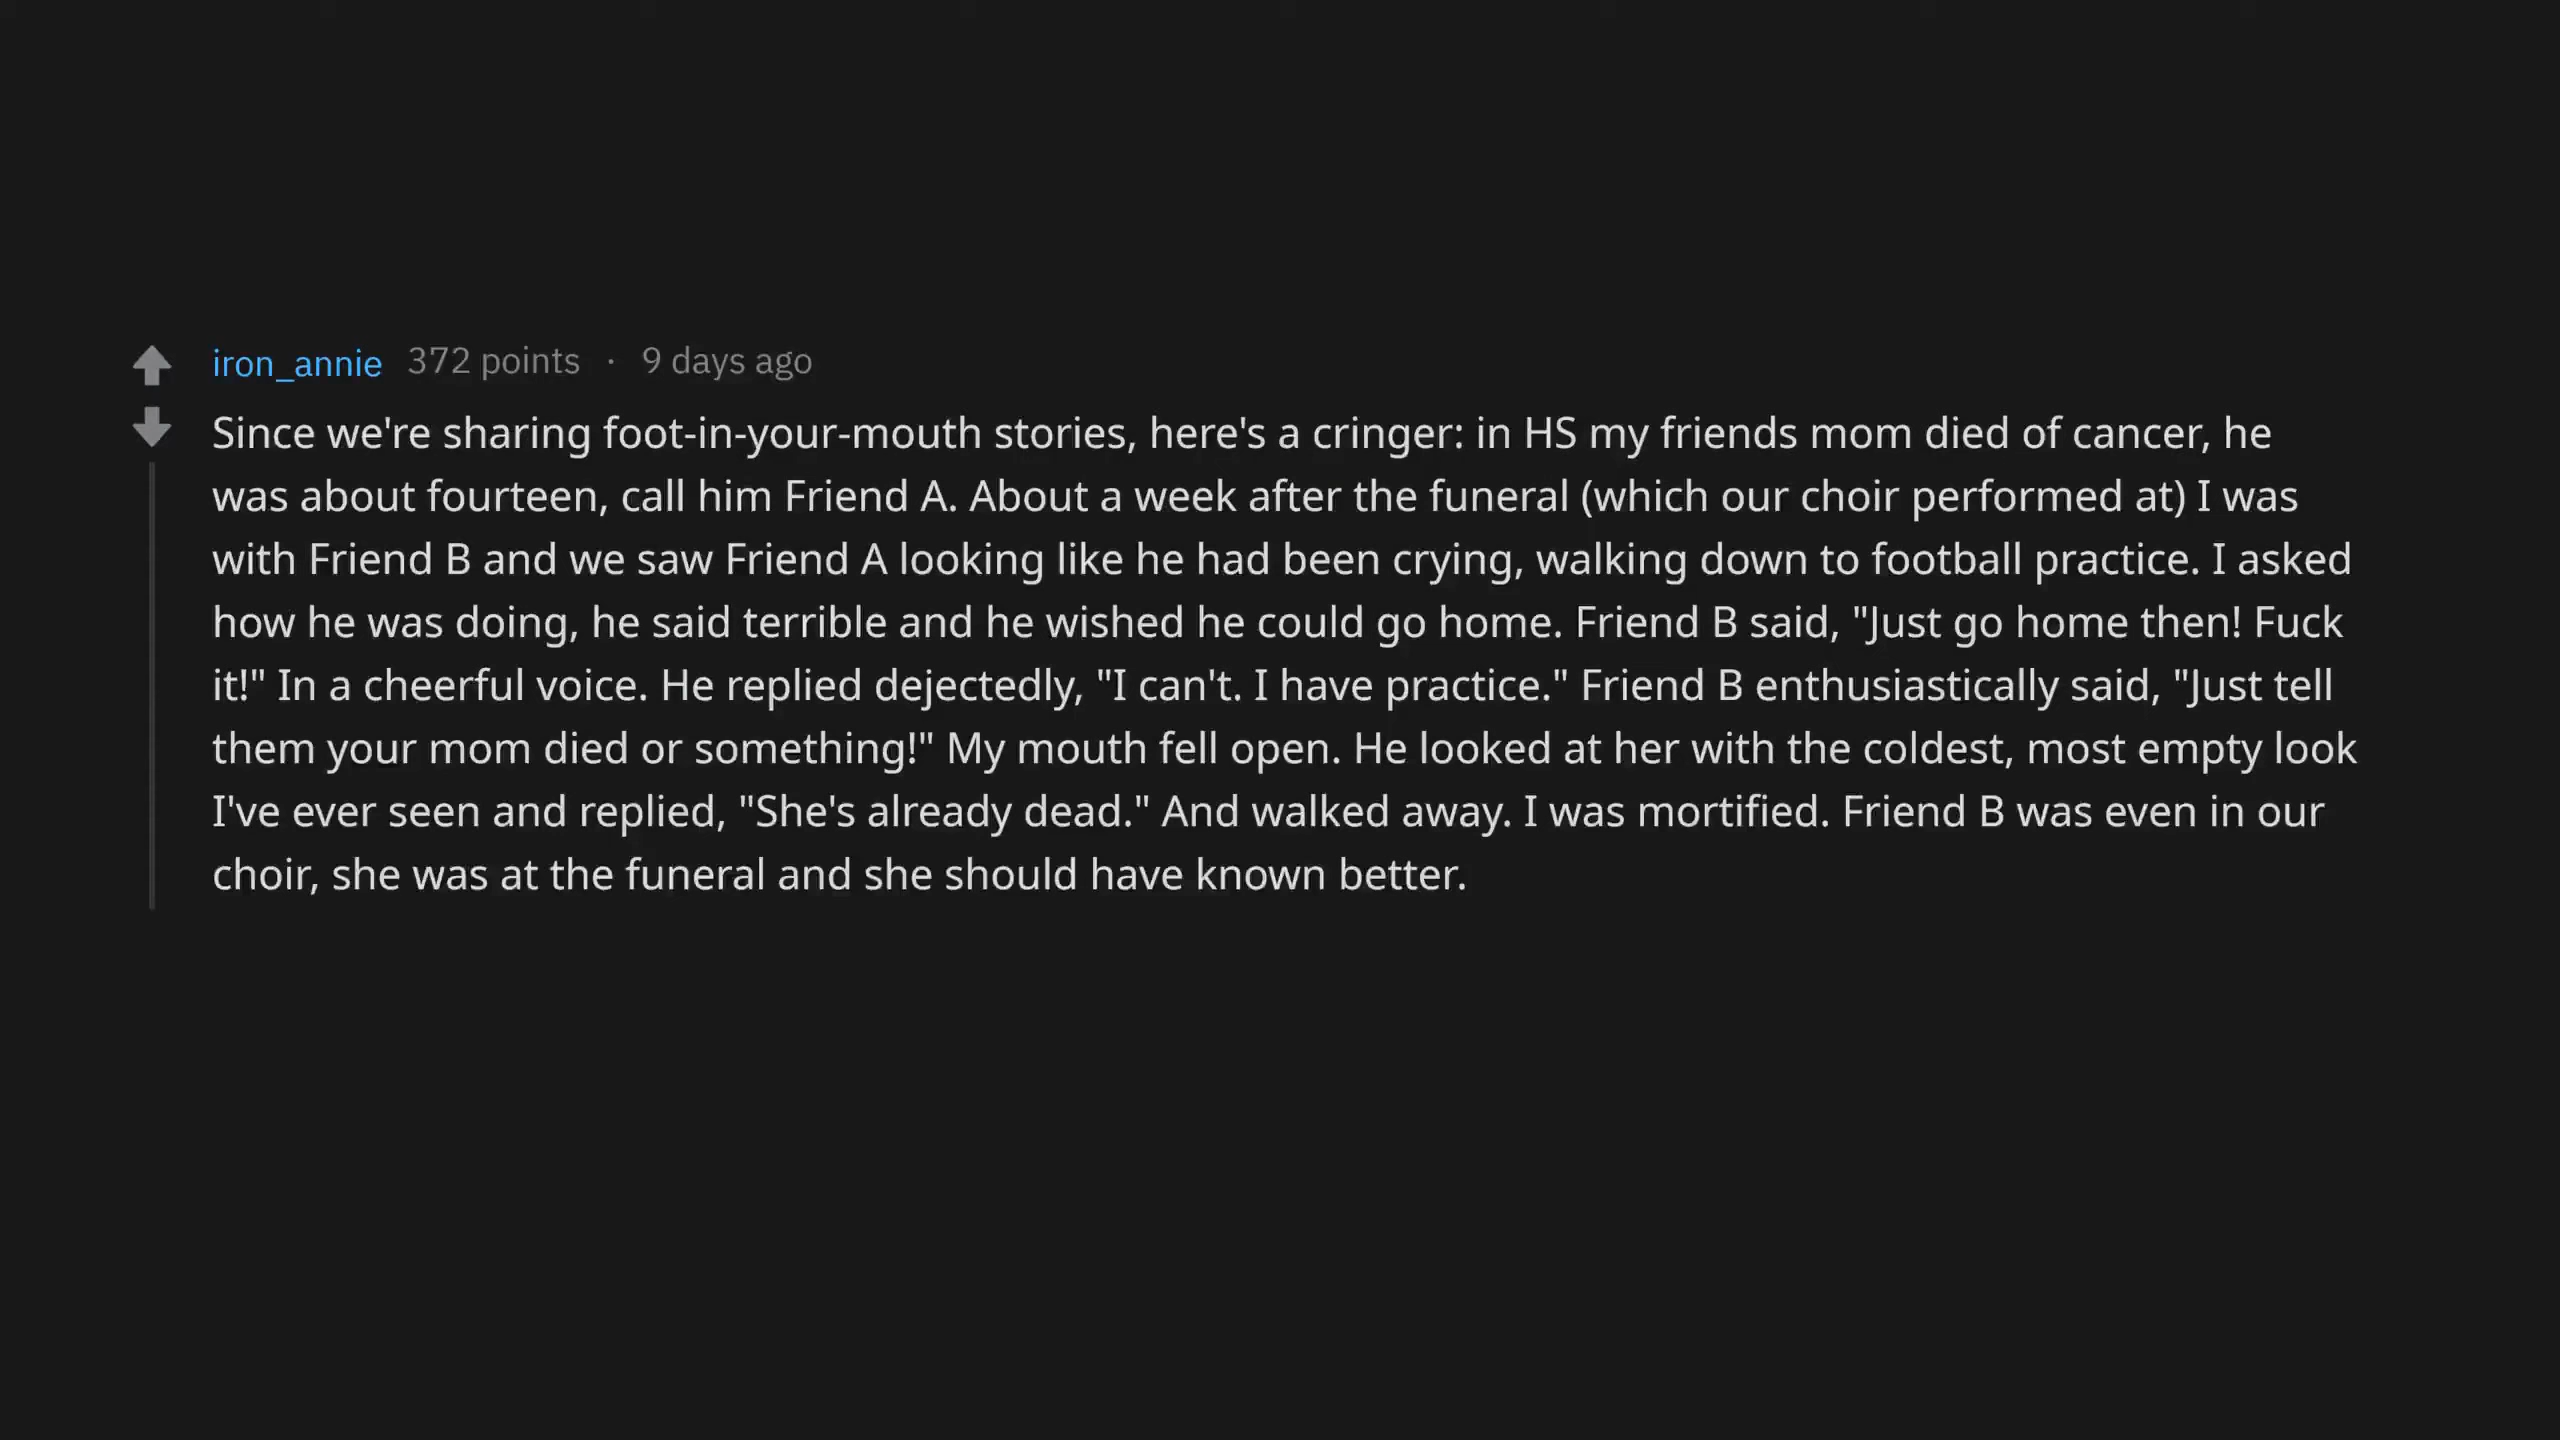 iron_annie 372 points · 9 days ago
Since we're sharing foot-in-your-mouth stories, here's a cringer: in HS my friends mom died of cancer, he
was about fourteen, call him Friend A. About a week after the funeral (which our choir performed at) I was
with Friend B and we saw Friend A looking like he had been crying, walking down to football practice. I asked
how he was doing, he said terrible and he wished he could go home. Friend B said, "Just go home then! Fuck
it!" In a cheerful voice. He replied dejectedly, "I can't. I have practice." Friend B enthusiastically said, "Just tell
them your mom died or something!" My mouth fell open. He looked at her with the coldest, most empty look
I've ever seen and replied, "She's already dead." And walked away. I was mortified. Friend B was even in our
choir, she was at the funeral and she should have known better.